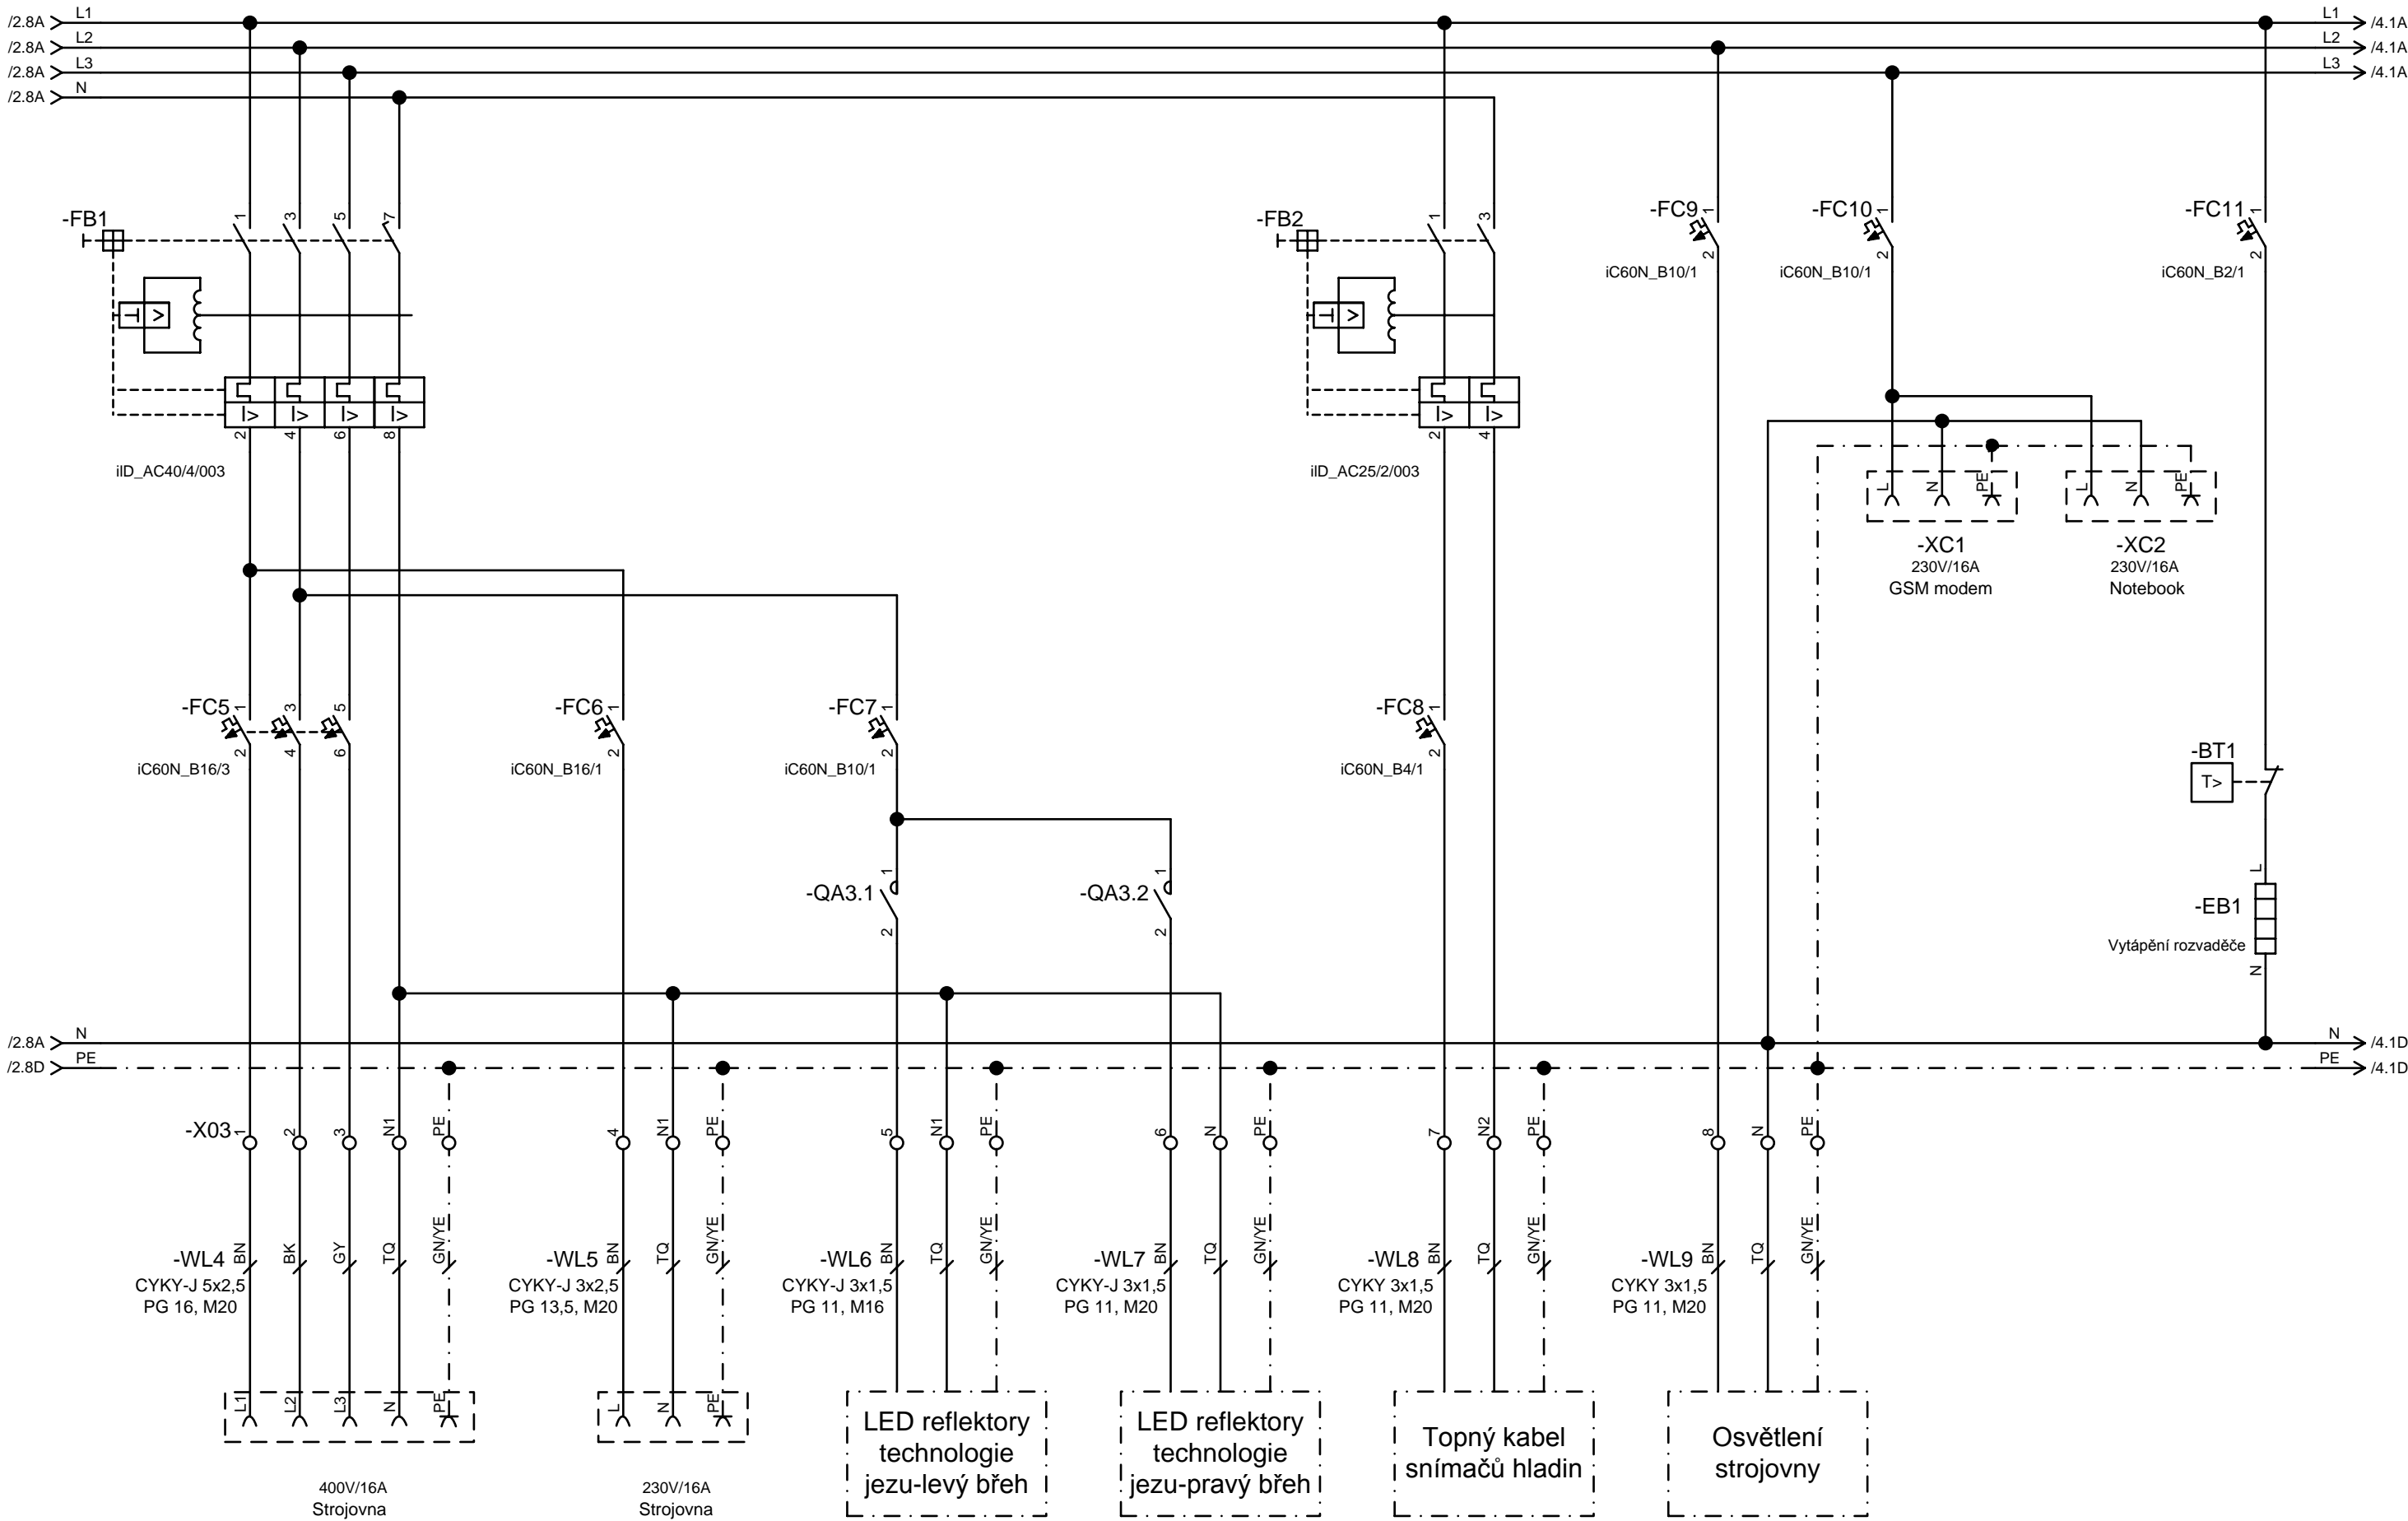 /2.8A L1 L1 /4.1A
/2.8A L2 L2 /4.1A
/2.8A L3 L3 /4.1A
/2.8A N
-FB1 1 3 5 7
-FB2 1 3
-FC9 1
-FC10 1
-FC11 1
2 2 2
iC60N_B10/1
iC60N_B10/1
iC60N_B2/1
>
>
I> I> I> I>
I> I>
2 4 6 8
2 4
iID_AC40/4/003
iID_AC25/2/003
L N PE
L N PE
-XC1
230V/16A
GSM modem
-XC2
230V/16A
Notebook
-FC5 1 3 5
-FC6 1
-FC7 1
-FC8 1
2 4 6
2
2
2
iC60N_B16/3
iC60N_B16/1
iC60N_B10/1
iC60N_B4/1
-BT1
T>
-QA3.1 1
2
-QA3.2 1
2
L
-EB1
Vytápění rozvaděče
N
/2.8A N N /4.1D
/2.8D PE PE /4.1D
-X03 1 2 3 N1 PE
4 N1 PE
5 N1 PE
6 N PE
7 N2 PE
8 N PE
-WL4 BN BK GY TQ GN/YE
CYKY-J 5x2,5
PG 16, M20
-WL5 BN TQ GN/YE
CYKY-J 3x2,5
PG 13,5, M20
-WL6 BN TQ GN/YE
CYKY-J 3x1,5
PG 11, M16
-WL7 BN TQ GN/YE
CYKY-J 3x1,5
PG 11, M20
-WL8 BN TQ GN/YE
CYKY 3x1,5
PG 11, M20
-WL9 BN TQ GN/YE
CYKY 3x1,5
PG 11, M20
L1 L2 L3 N PE
400V/16A
Strojovna
L N PE
230V/16A
Strojovna
LED reflektory
technologie
jezu-levý břeh
LED reflektory
technologie
jezu-pravý břeh
Topný kabel
snímačů hladin
Osvětlení
strojovny